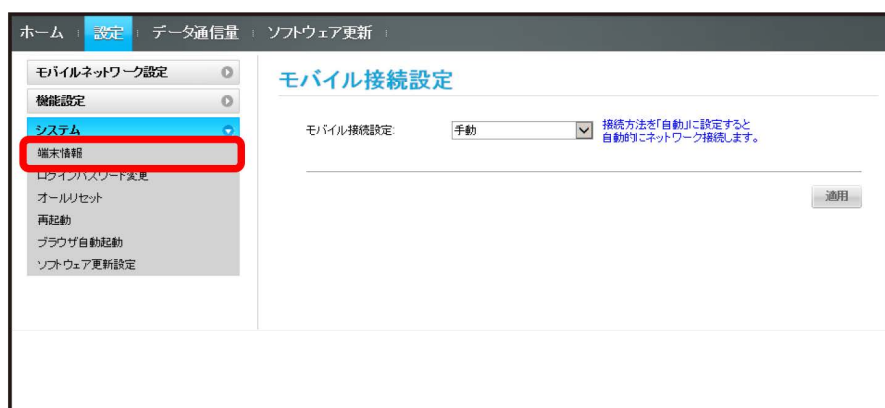 ホーム 設定 データ通信量 ソフトウェア更新
モバイルネットワーク設定
機能設定
システム
端末情報
ログインパスワード変更
オールリセット
再起動
ブラウザ自動起動
ソフトウェア更新設定
モバイル接続設定
モバイル接続設定: 手動
接続方法を「自動」に設定すると
自動的にネットワーク接続します。
適用